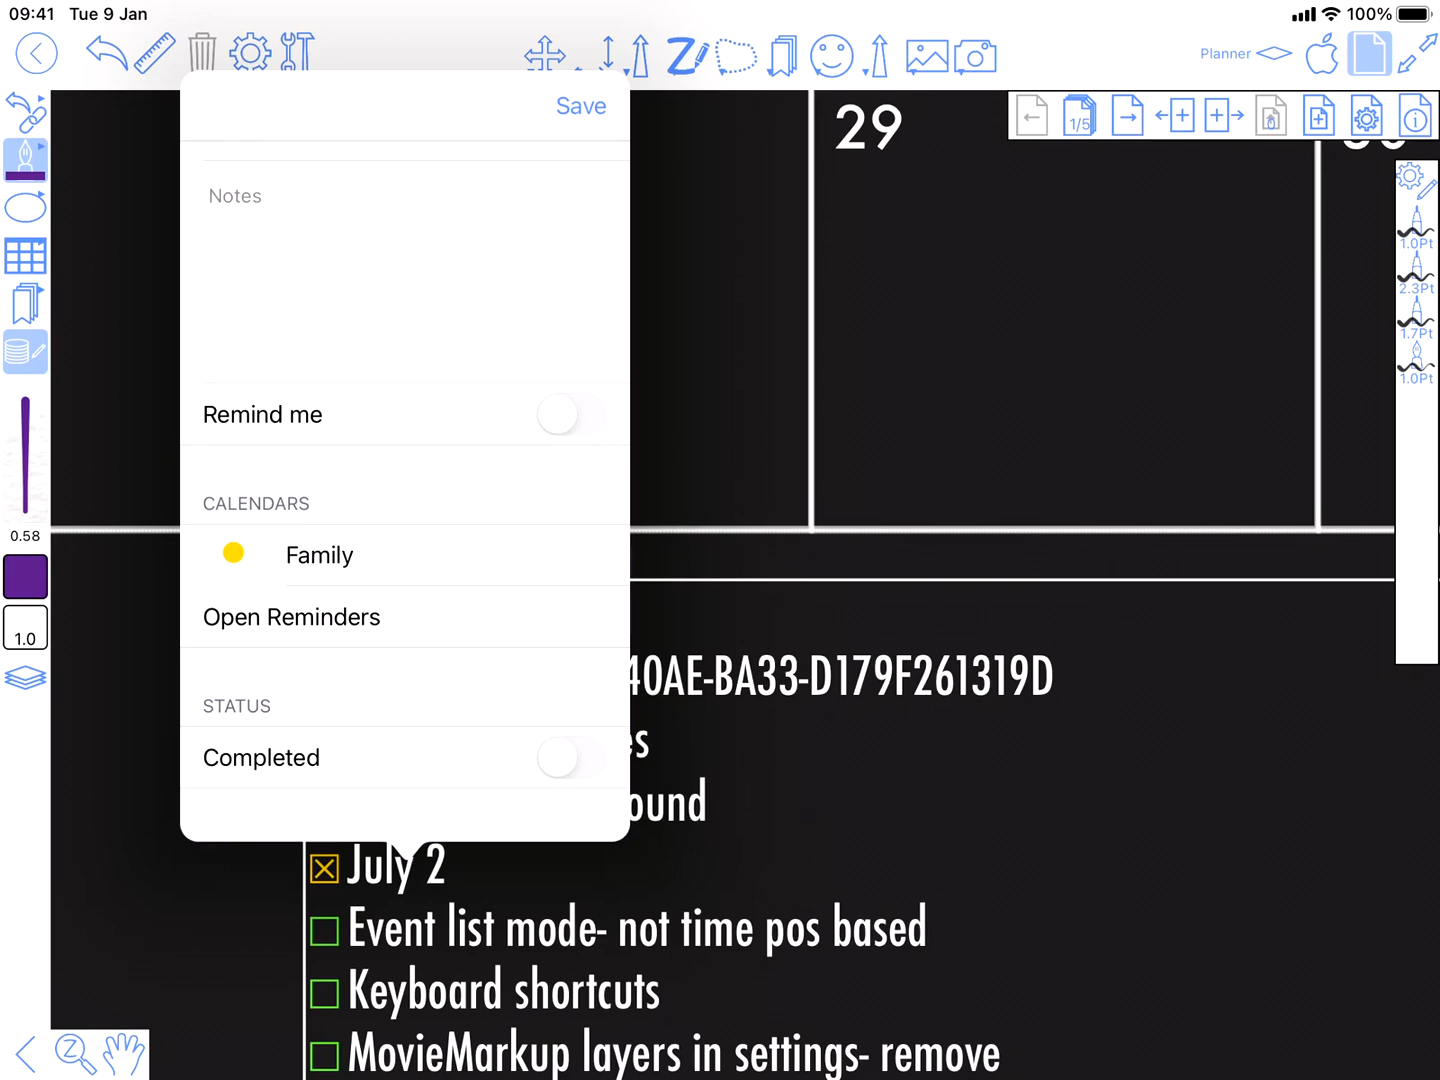 09:41 Tue 9 Jan
100%
Planner
Save
29
1/5
Notes
1.0Pt
2.3Pt
1.7Pt
1.0Pt
Remind me
CALENDARS
0.58
Family
1.0
Open Reminders
40AE-BA33-D179F261319D
STATUS
es
Completed
ound
July 2
Event list mode- not time pos based
Keyboard shortcuts
MovieMarkup layers in settings- remove